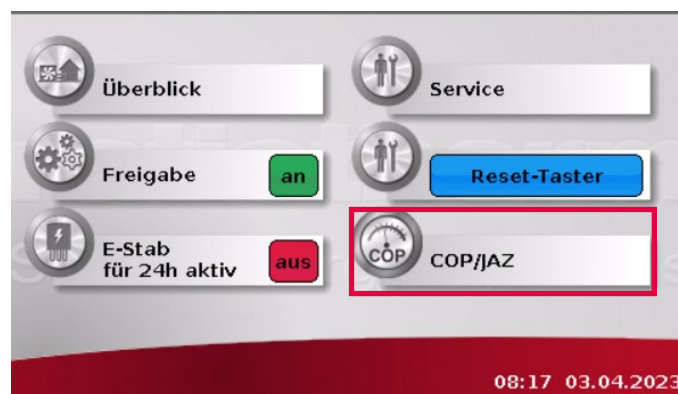 Überblick
Service
Freigabe
an
Reset-Taster
E-Stab
für 24h aktiv
aus
COP
COP/JAZ
08:17 03.04.2023